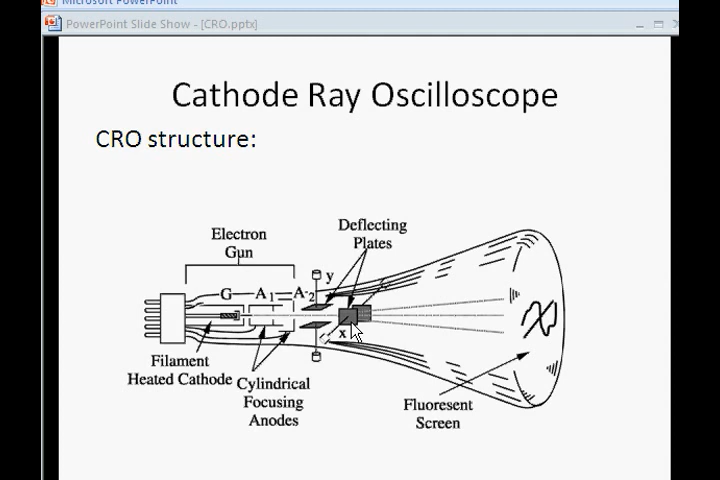 Microsoft PowerPoint
PowerPoint Slide Show - [CRO.pptx]
Cathode Ray Oscilloscope
CRO structure:
Deflecting
Plates
Electron
Gun
y
G
A1
A2
x
Filament
Heated Cathode
Cylindrical
Focusing
Anodes
Fluoresent
Screen